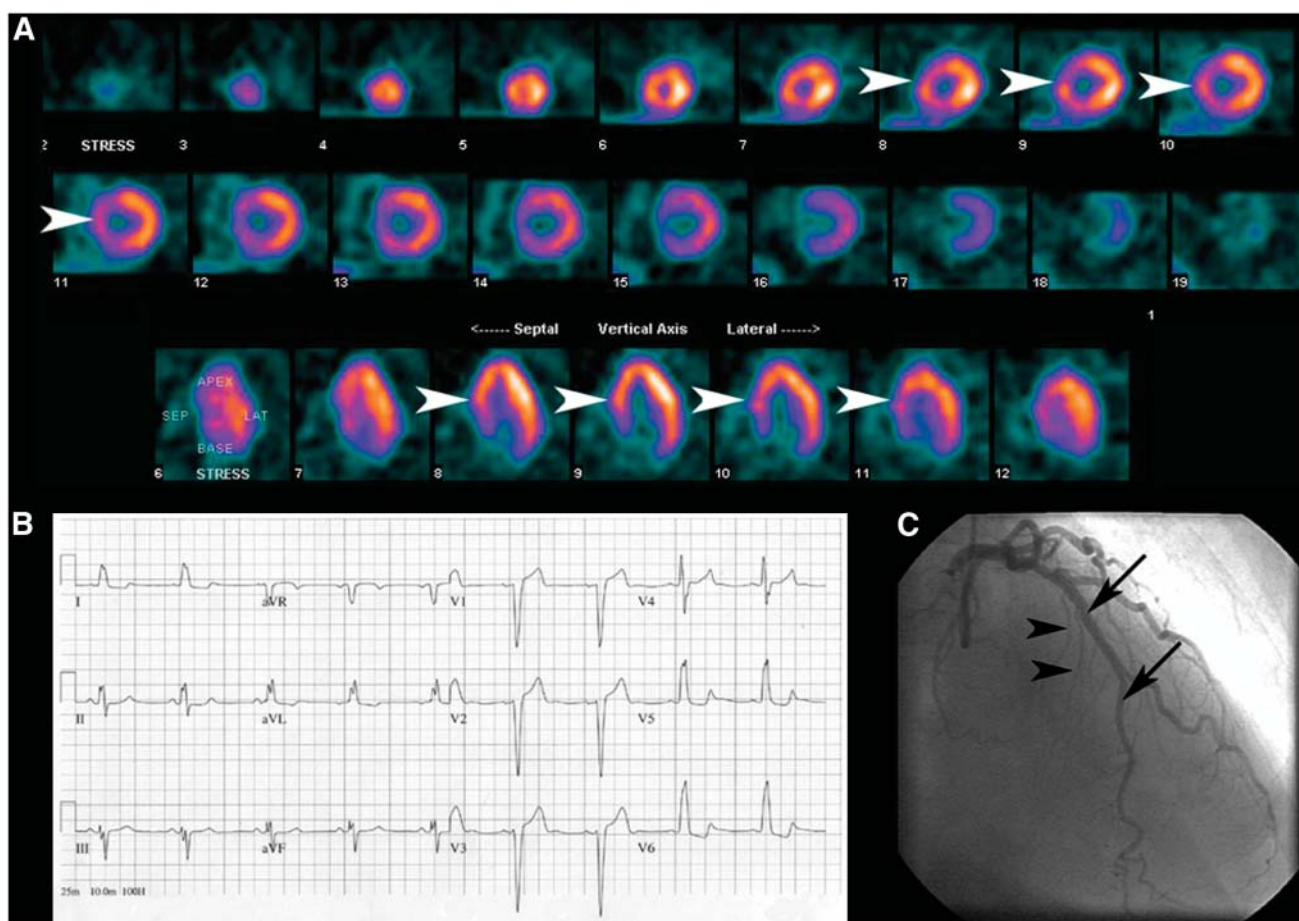 A
2 STRESS 3 4 5 6 7 8 9 10
11 12 13 14 15 16 17 18 19 1
<------ Septal Vertical Axis Lateral ------>
APEX
SEP LAT
BASE
6 STRESS 7 8 9 10 11 12
B C
I aVR V1 V4
II aVL V2 V5
III aVF V3 V6
25m 10.0m 100H